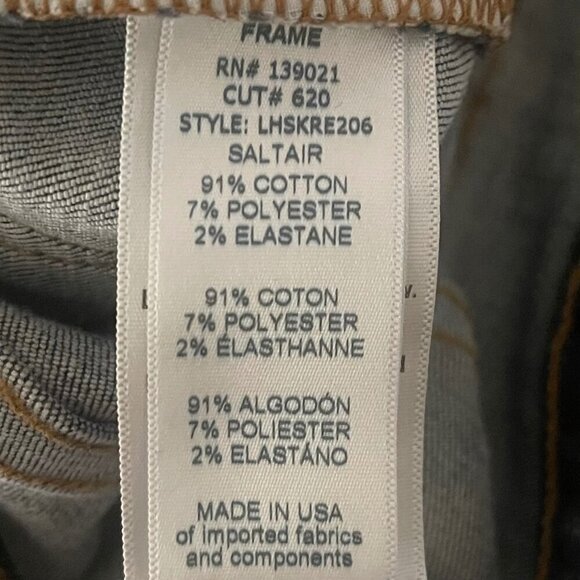 FRAME
RN# 139021
CUT# 620
STYLE: LHSKRE206
SALTAIR
91% COTTON
7% POLYESTER
2% ELASTANE
91% COTON
7% POLYESTER
2% ÉLASTHANNE
91% ALGODÓN
7% POLIESTER
2% ELASTÁNO
MADE IN USA
of imported fabrics
and components